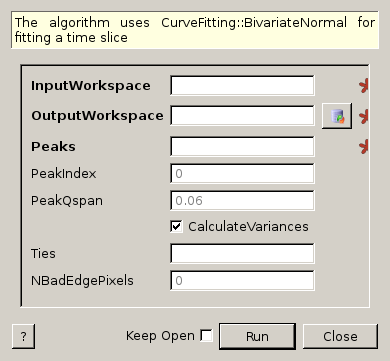 The algorithm uses CurveFitting::BivariateNormal for
fitting a time slice
InputWorkspace
OutputWorkspace
Peaks
PeakIndex 0
PeakQspan 0.06
CalculateVariances
Ties
NBadEdgePixels 0
? Keep Open Run Close